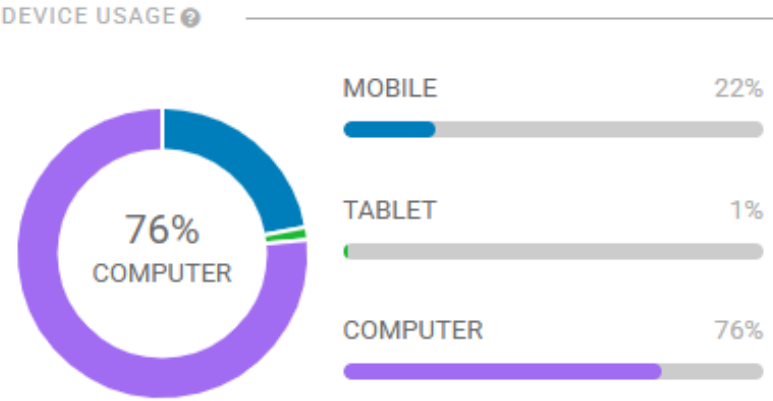 DEVICE USAGE ?
MOBILE 22%
TABLET 1%
COMPUTER 76%
76%
COMPUTER